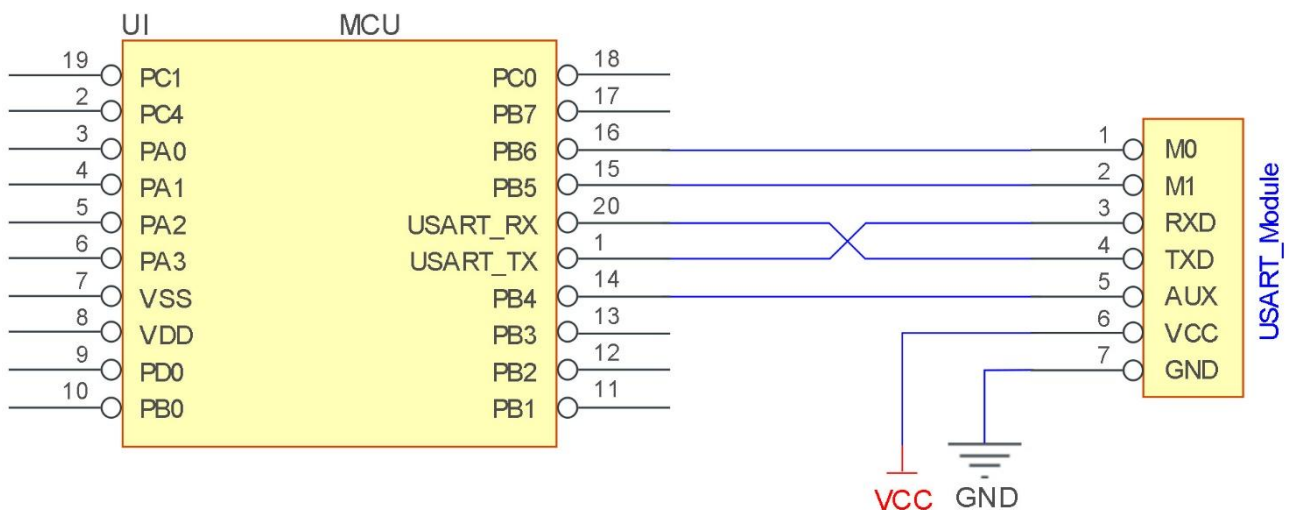 UI MCU
19 PC1 PC0 18
2 PC4 PB7 17
3 PA0 PB6 16 1 M0
4 PA1 PB5 15 2 M1
5 PA2 USART_RX 20 3 RXD
6 PA3 USART_TX 1 4 TXD
7 VSS PB4 14 5 AUX
8 VDD PB3 13 6 VCC
9 PD0 PB2 12 7 GND
10 PB0 PB1 11
USART_Module
VCC GND